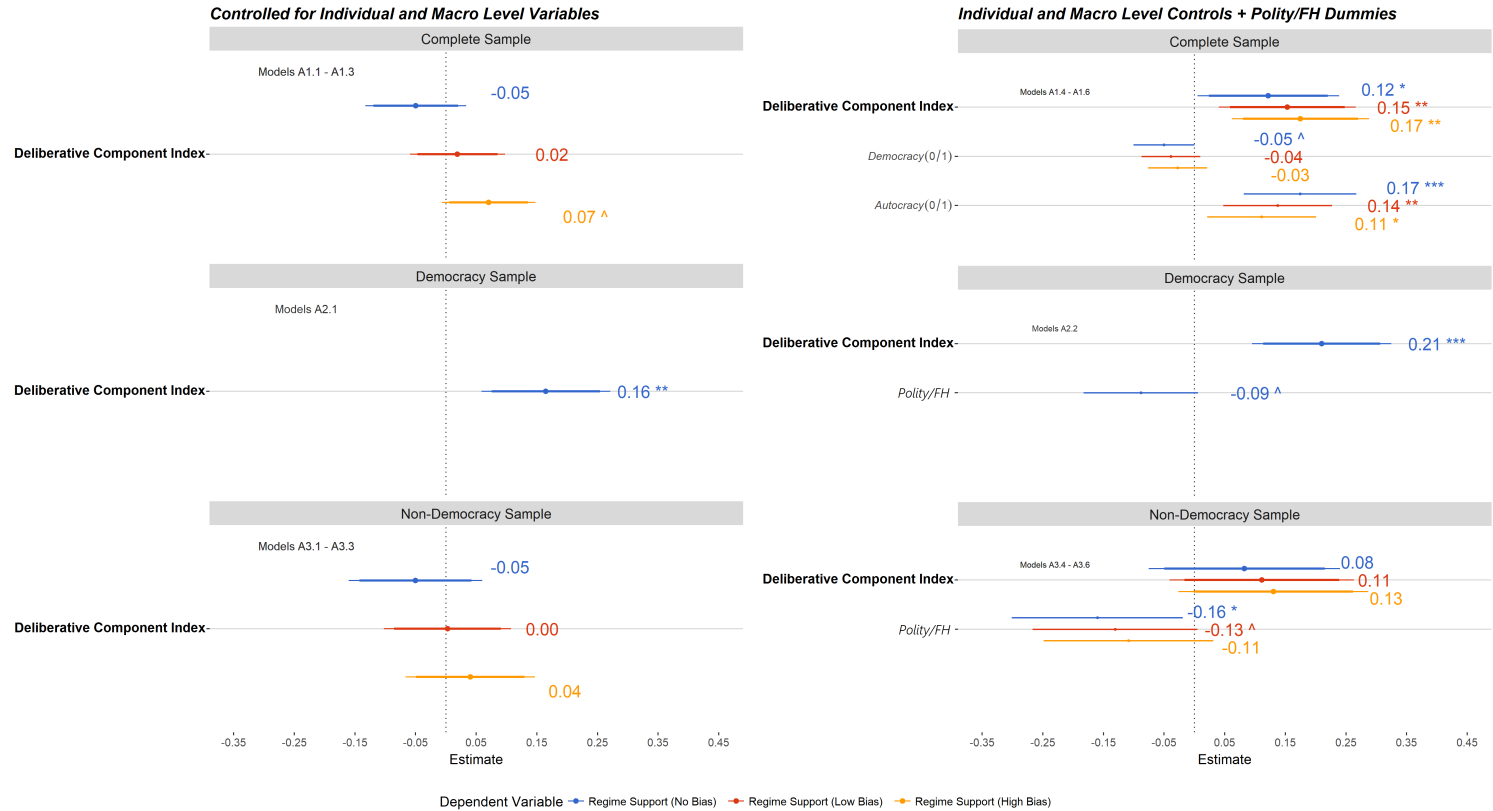 Controlled for Individual and Macro Level Variables
Complete Sample
Models A1.1 - A1.3
-0.05
Deliberative Component Index
0.02
0.07 ^
Democracy Sample
Models A2.1
Deliberative Component Index
0.16 **
Non-Democracy Sample
Models A3.1 - A3.3
-0.05
Deliberative Component Index
0.00
0.04
-0.35 -0.25 -0.15 -0.05 0.05 0.15 0.25 0.35 0.45
Estimate
Individual and Macro Level Controls + Polity/FH Dummies
Complete Sample
Models A1.4 - A1.6
0.12 *
Deliberative Component Index
0.15 **
0.17 **
-0.05 ^
Democracy(0/1)
-0.04
-0.03
0.17 ***
Autocracy(0/1)
0.14 **
0.11 *
Democracy Sample
Models A2.2
Deliberative Component Index
0.21 ***
Polity/FH
-0.09 ^
Non-Democracy Sample
Models A3.4 - A3.6
0.08
Deliberative Component Index
0.11
0.13
-0.16 *
Polity/FH
-0.13 ^
-0.11
-0.35 -0.25 -0.15 -0.05 0.05 0.15 0.25 0.35 0.45
Estimate
Dependent Variable Regime Support (No Bias) Regime Support (Low Bias) Regime Support (High Bias)